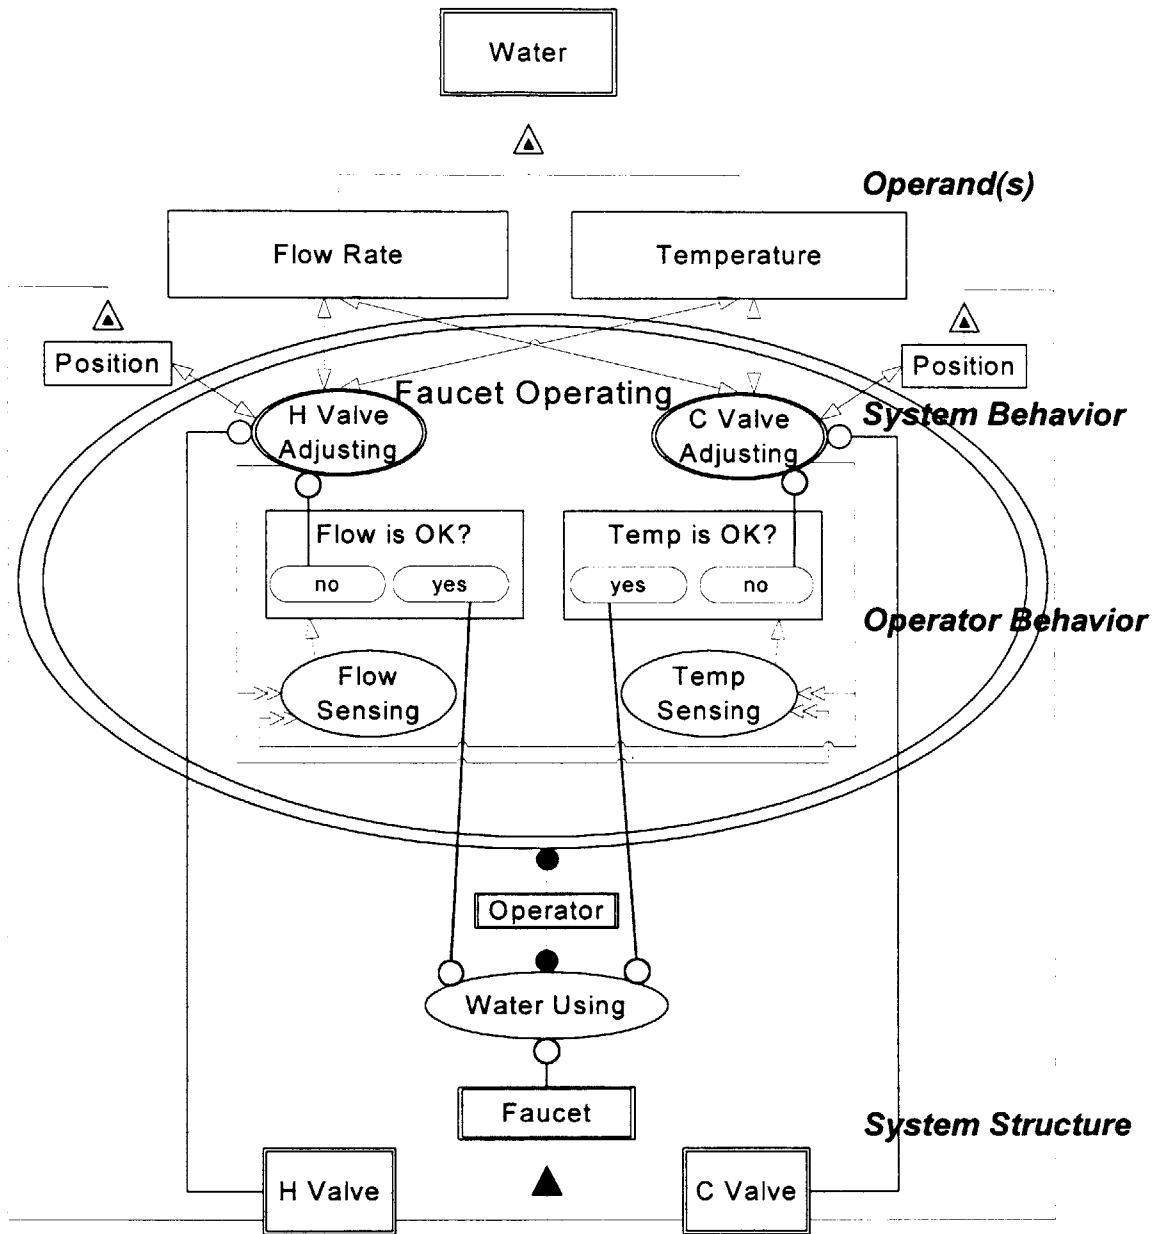 Water
Operand(s)
Flow Rate
Temperature
Position
Position
Faucet Operating
H Valve
Adjusting
C Valve
Adjusting
System Behavior
Flow is OK?
Temp is OK?
no
yes
yes
no
Operator Behavior
Flow
Sensing
Temp
Sensing
Operator
Water Using
Faucet
System Structure
H Valve
C Valve